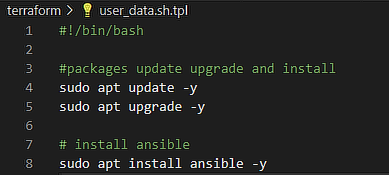 terraform > user_data.sh.tpl
1 #!/bin/bash
2
3 #packages update upgrade and install
4 sudo apt update -y
5 sudo apt upgrade -y
6
7 # install ansible
8 sudo apt install ansible -y